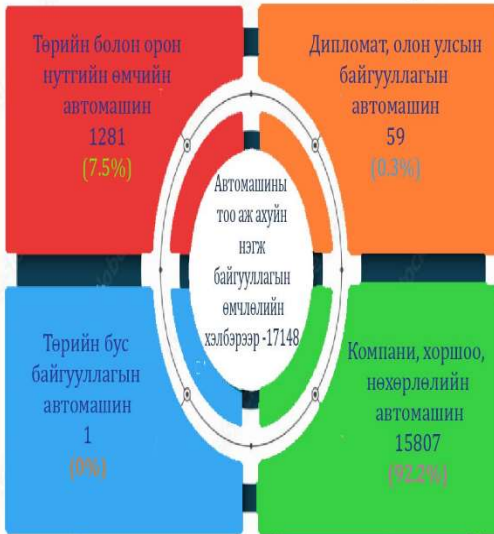 Төрийн болон орон
нутгийн өмчийн
автомашин
1281
(7.5%)
Дипломат, олон улсын
байгууллагын
автомашин
59
(0.3%)
Автомашины
тоо аж ахуйн
нэгж
байгууллагын
өмчлөлийн
хэлбэрээр -17148
Төрийн бус
байгууллагын
автомашин
1
(0%)
Компани, хоршоо,
нөхөрлөлийн
автомашин
15807
(92.2%)